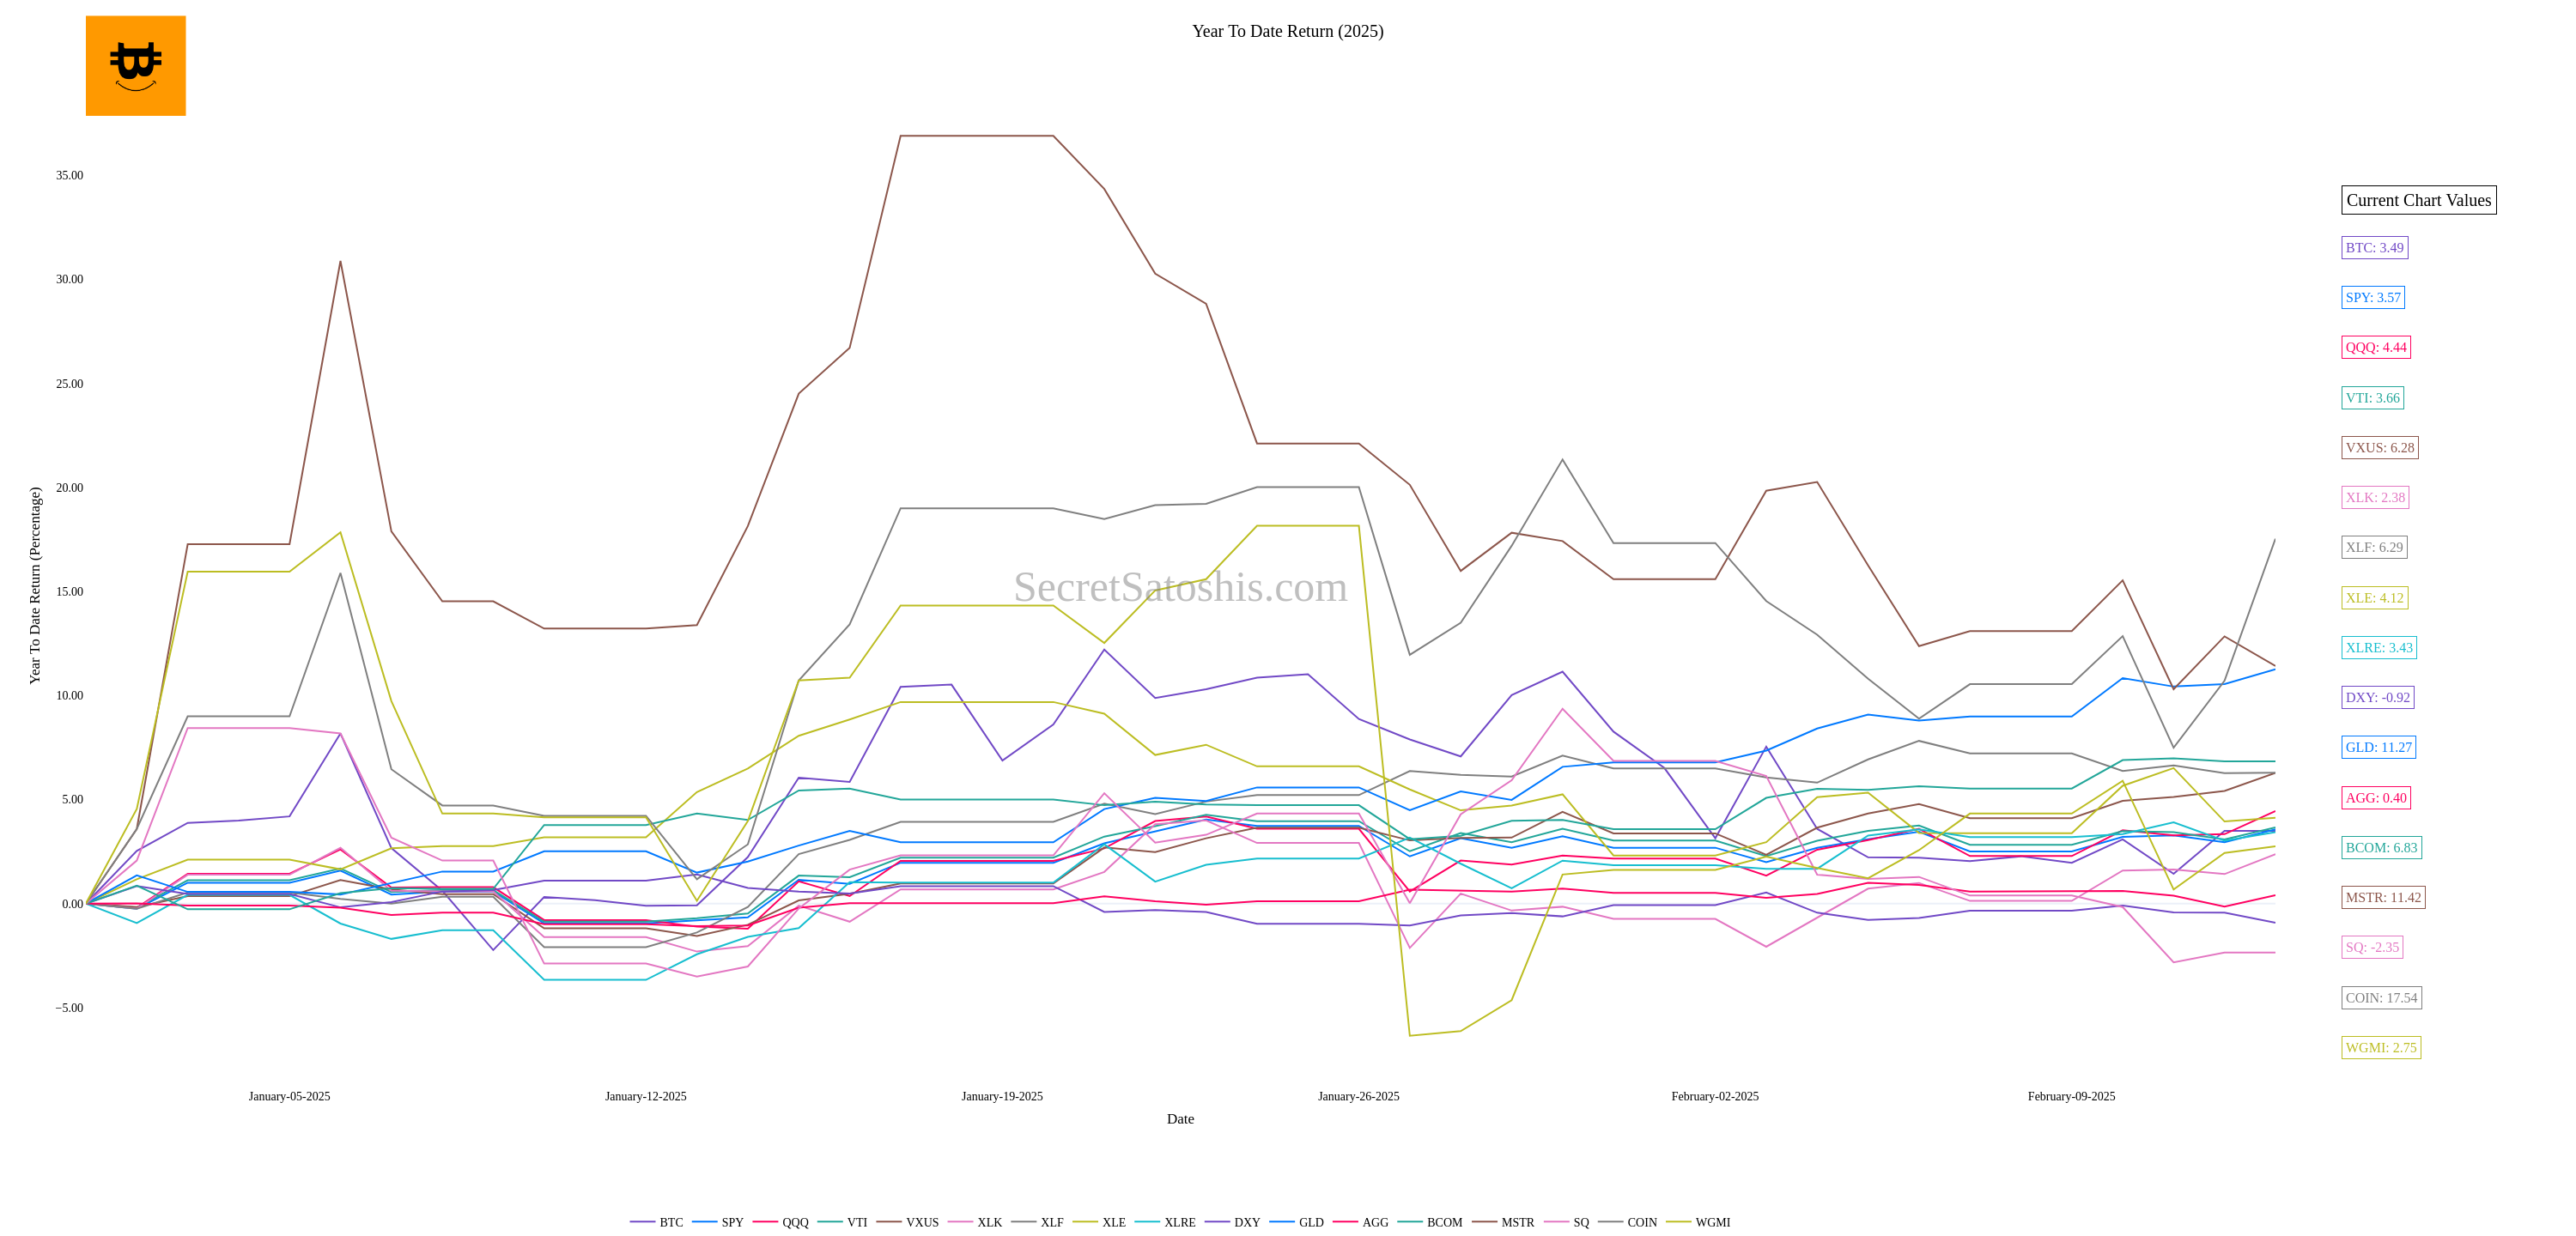 Year To Date Return (2025)
35.00
30.00
25.00
20.00
15.00
10.00
5.00
0.00
−5.00
Year To Date Return (Percentage)
SecretSatoshis.com
Current Chart Values
BTC: 3.49
SPY: 3.57
QQQ: 4.44
VTI: 3.66
VXUS: 6.28
XLK: 2.38
XLF: 6.29
XLE: 4.12
XLRE: 3.43
DXY: -0.92
GLD: 11.27
AGG: 0.40
BCOM: 6.83
MSTR: 11.42
SQ: -2.35
COIN: 17.54
WGMI: 2.75
January-05-2025 January-12-2025 January-19-2025 January-26-2025 February-02-2025 February-09-2025
Date
BTC SPY QQQ VTI VXUS XLK XLF XLE XLRE DXY GLD AGG BCOM MSTR SQ COIN WGMI